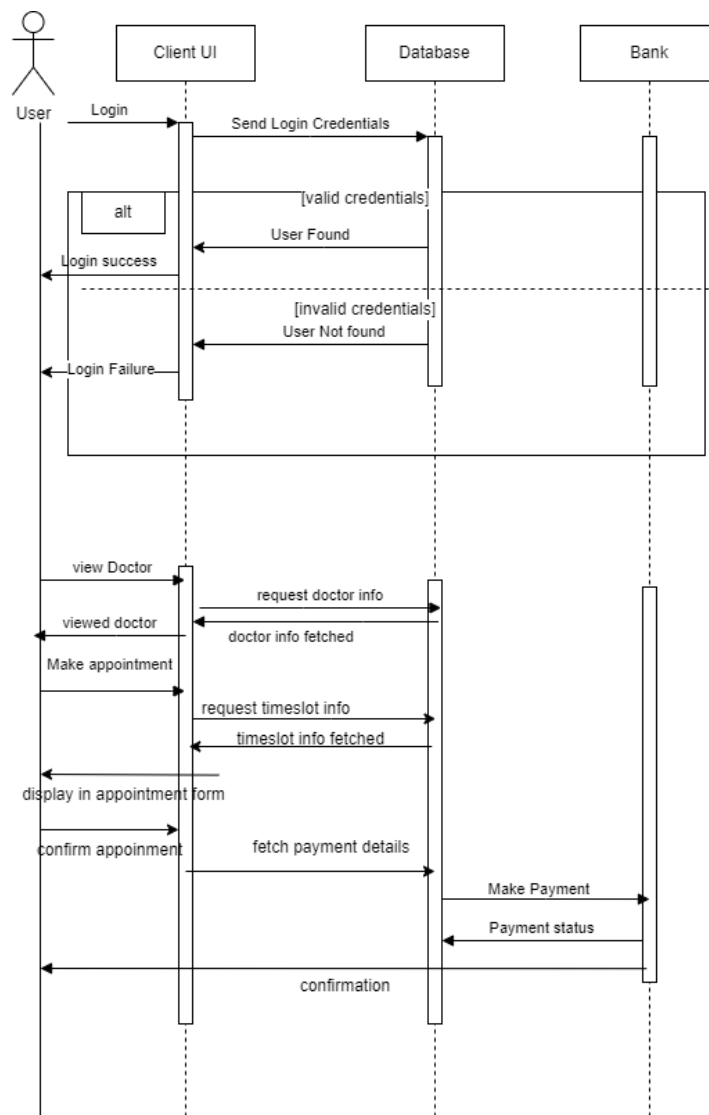 Client UI
Database
Bank
User
Login
Send Login Credentials
[valid credentials]
alt
User Found
Login success
[invalid credentials]
User Not found
Login Failure
view Doctor
request doctor info
viewed doctor
doctor info fetched
Make appointment
request timeslot info
timeslot info fetched
display in appointment form
confirm appoinment
fetch payment details
Make Payment
Payment status
confirmation